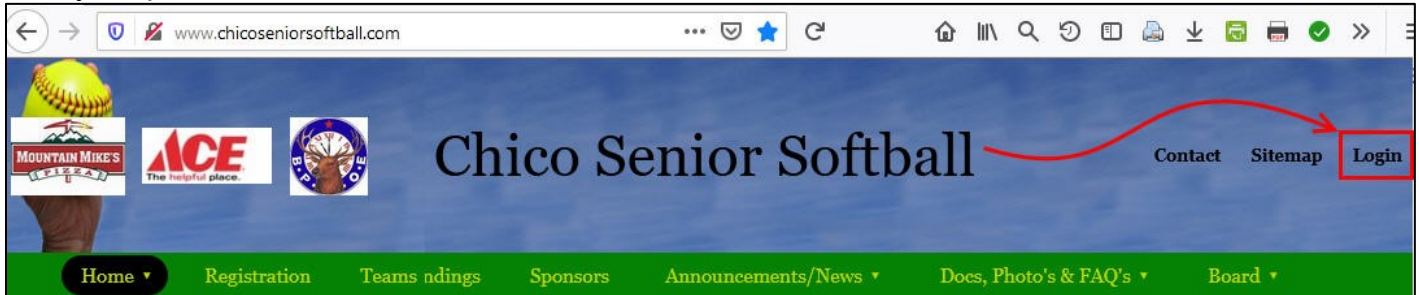 www.chicoseniorsoftball.com
MOUNTAIN MIKE'S
PIZZA
ACE
The helpful place.
B.P.O.E
Chico Senior Softball
Contact Sitemap Login
Home ▾ Registration Teams ndings Sponsors Announcements/News ▾ Docs, Photo's & FAQ's ▾ Board ▾